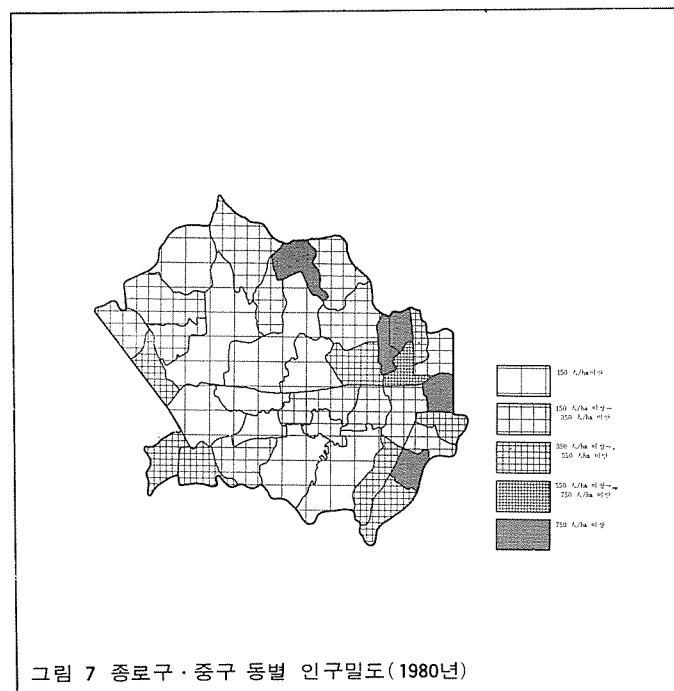 150 人/ha미만
150 人/ha 이상~
350 人/ha 미만
350 人/ha 이상~
550 人/ha 미만
550 人/ha 이상~
750 人/ha 미만
750 人/ha 이상
그림 7 종로구·중구 동별 인구밀도(1980년)